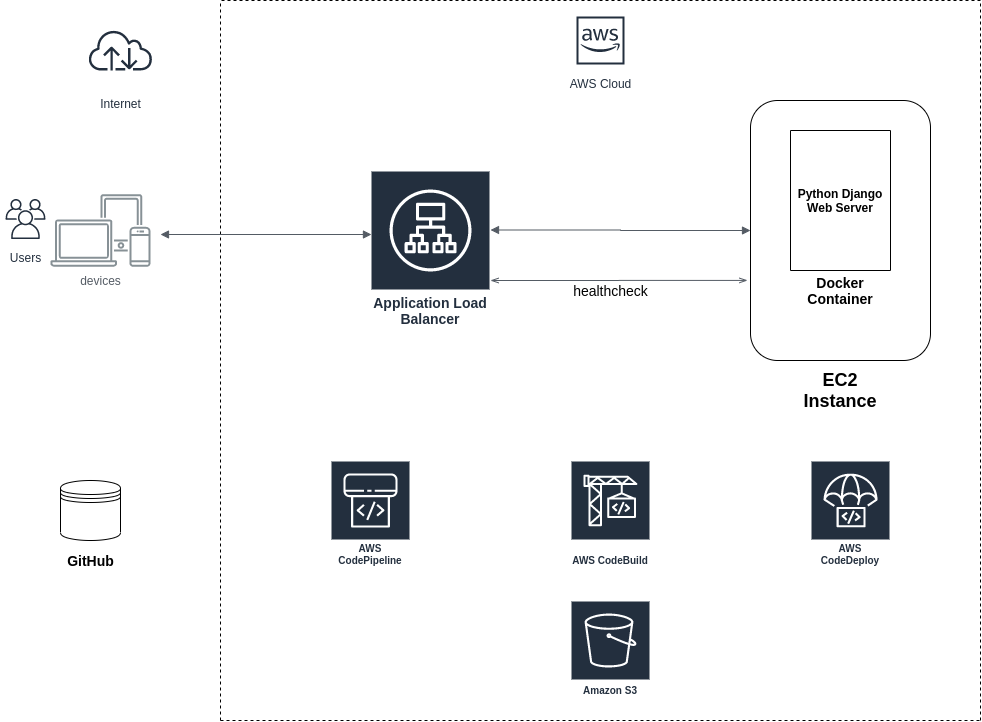 aws
AWS Cloud
Internet
Python Django
Web Server
Users
devices
Docker
Container
healthcheck
Application Load
Balancer
EC2
Instance
</>
</>
</>
GitHub
AWS
CodePipeline
AWS CodeBuild
AWS
CodeDeploy
Amazon S3